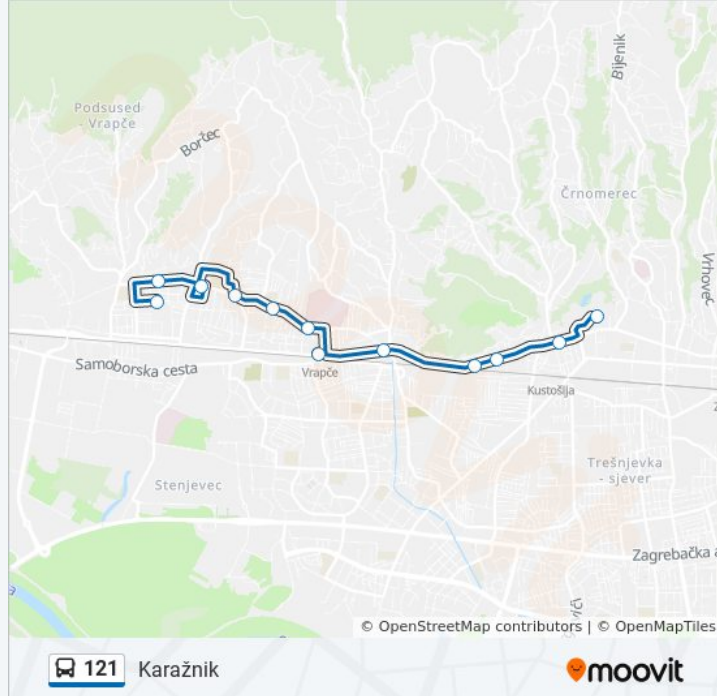 Bijenik
Podsused
- Vrapče
Borčec
Črnomerec
Vrhovec
Samoborska cesta
Vrapče
Kustošija
Trešnjevka
- sjever
Stenjevec
Zagrebačka a
© OpenStreetMap contributors | © OpenMapTiles
121 Karažnik
moovit